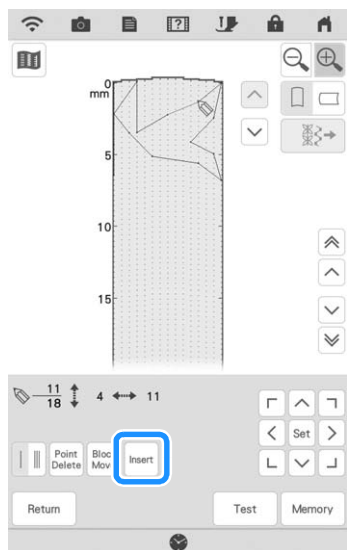 ?
0
mm
5
10
15
11
18
4
11
Point
Delete
Bloc
Mov
Insert
Set
Return
Test
Memory